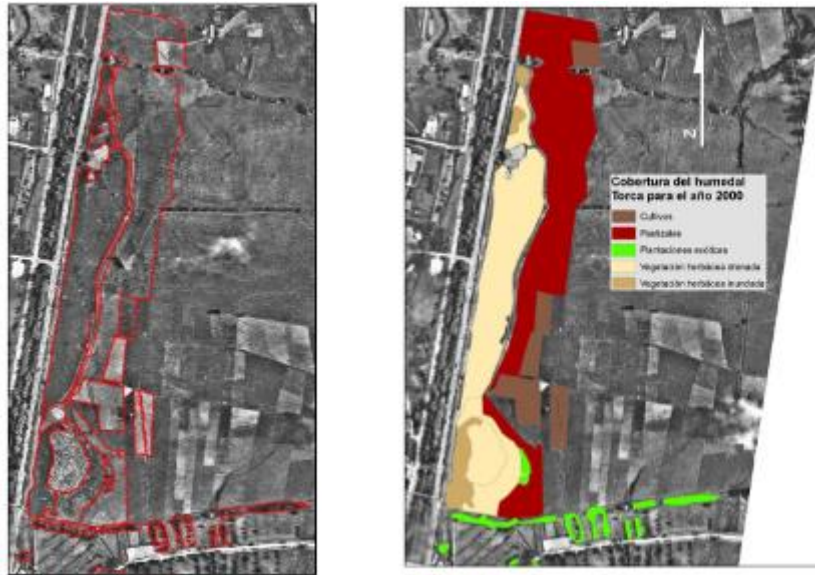 N
Cobertura del humedal
Torca para el año 2000
Cultivos
Pastizales
Plantaciones exóticas
Vegetación herbácea drenada
Vegetación herbácea inundada